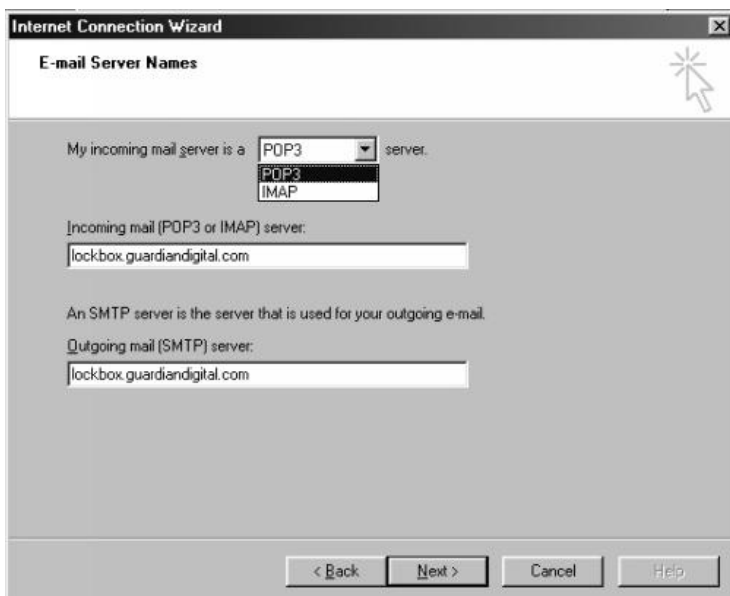 Internet Connection Wizard
E-mail Server Names
My incoming mail server is a POP3 server.
POP3
IMAP
Incoming mail (POP3 or IMAP) server:
lockbox.guardiandigital.com
An SMTP server is the server that is used for your outgoing e-mail.
Outgoing mail (SMTP) server:
lockbox.guardiandigital.com
< Back Next > Cancel Help